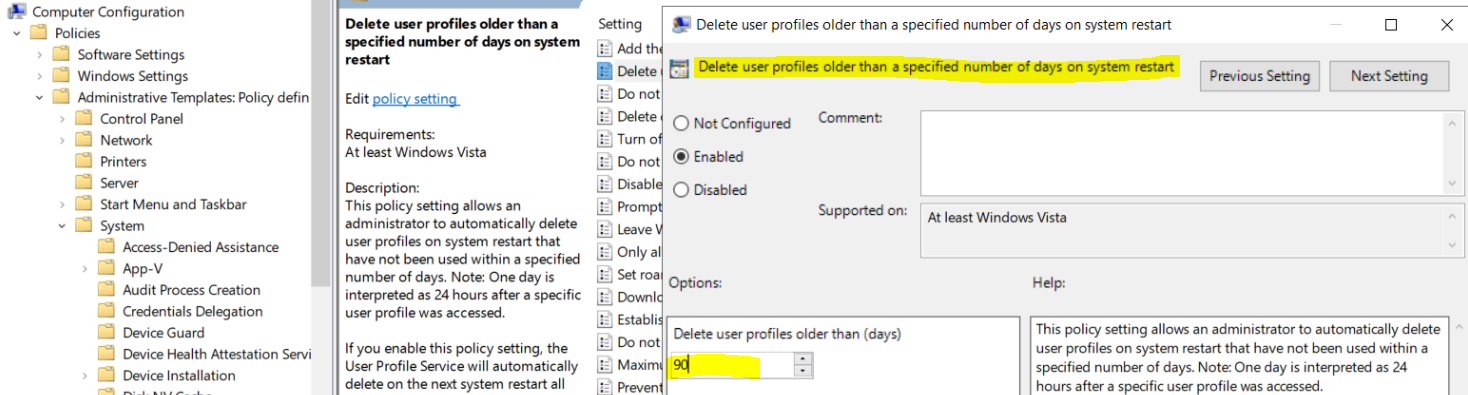 Computer Configuration
Policies
Software Settings
Windows Settings
Administrative Templates: Policy defin
Control Panel
Network
Printers
Server
Start Menu and Taskbar
System
Access-Denied Assistance
App-V
Audit Process Creation
Credentials Delegation
Device Guard
Device Health Attestation Servi
Device Installation
Disk NV Cache
Delete user profiles older than a
specified number of days on system
restart
Edit policy setting
Requirements:
At least Windows Vista
Description:
This policy setting allows an
administrator to automatically delete
user profiles on system restart that
have not been used within a specified
number of days. Note: One day is
interpreted as 24 hours after a specific
user profile was accessed.
If you enable this policy setting, the
User Profile Service will automatically
delete on the next system restart all
Setting
Add the
Delete
Do not
Delete
Turn of
Do not
Disable
Prompt
Leave
Only al
Set roa
Downlo
Establis
Do not
Maximu
Prevent
Delete user profiles older than a specified number of days on system restart
Delete user profiles older than a specified number of days on system restart
Previous Setting
Next Setting
Not Configured
Enabled
Disabled
Comment:
Supported on:
At least Windows Vista
Options:
Help:
Delete user profiles older than (days)
90
This policy setting allows an administrator to automatically delete
user profiles on system restart that have not been used within a
specified number of days. Note: One day is interpreted as 24
hours after a specific user profile was accessed.